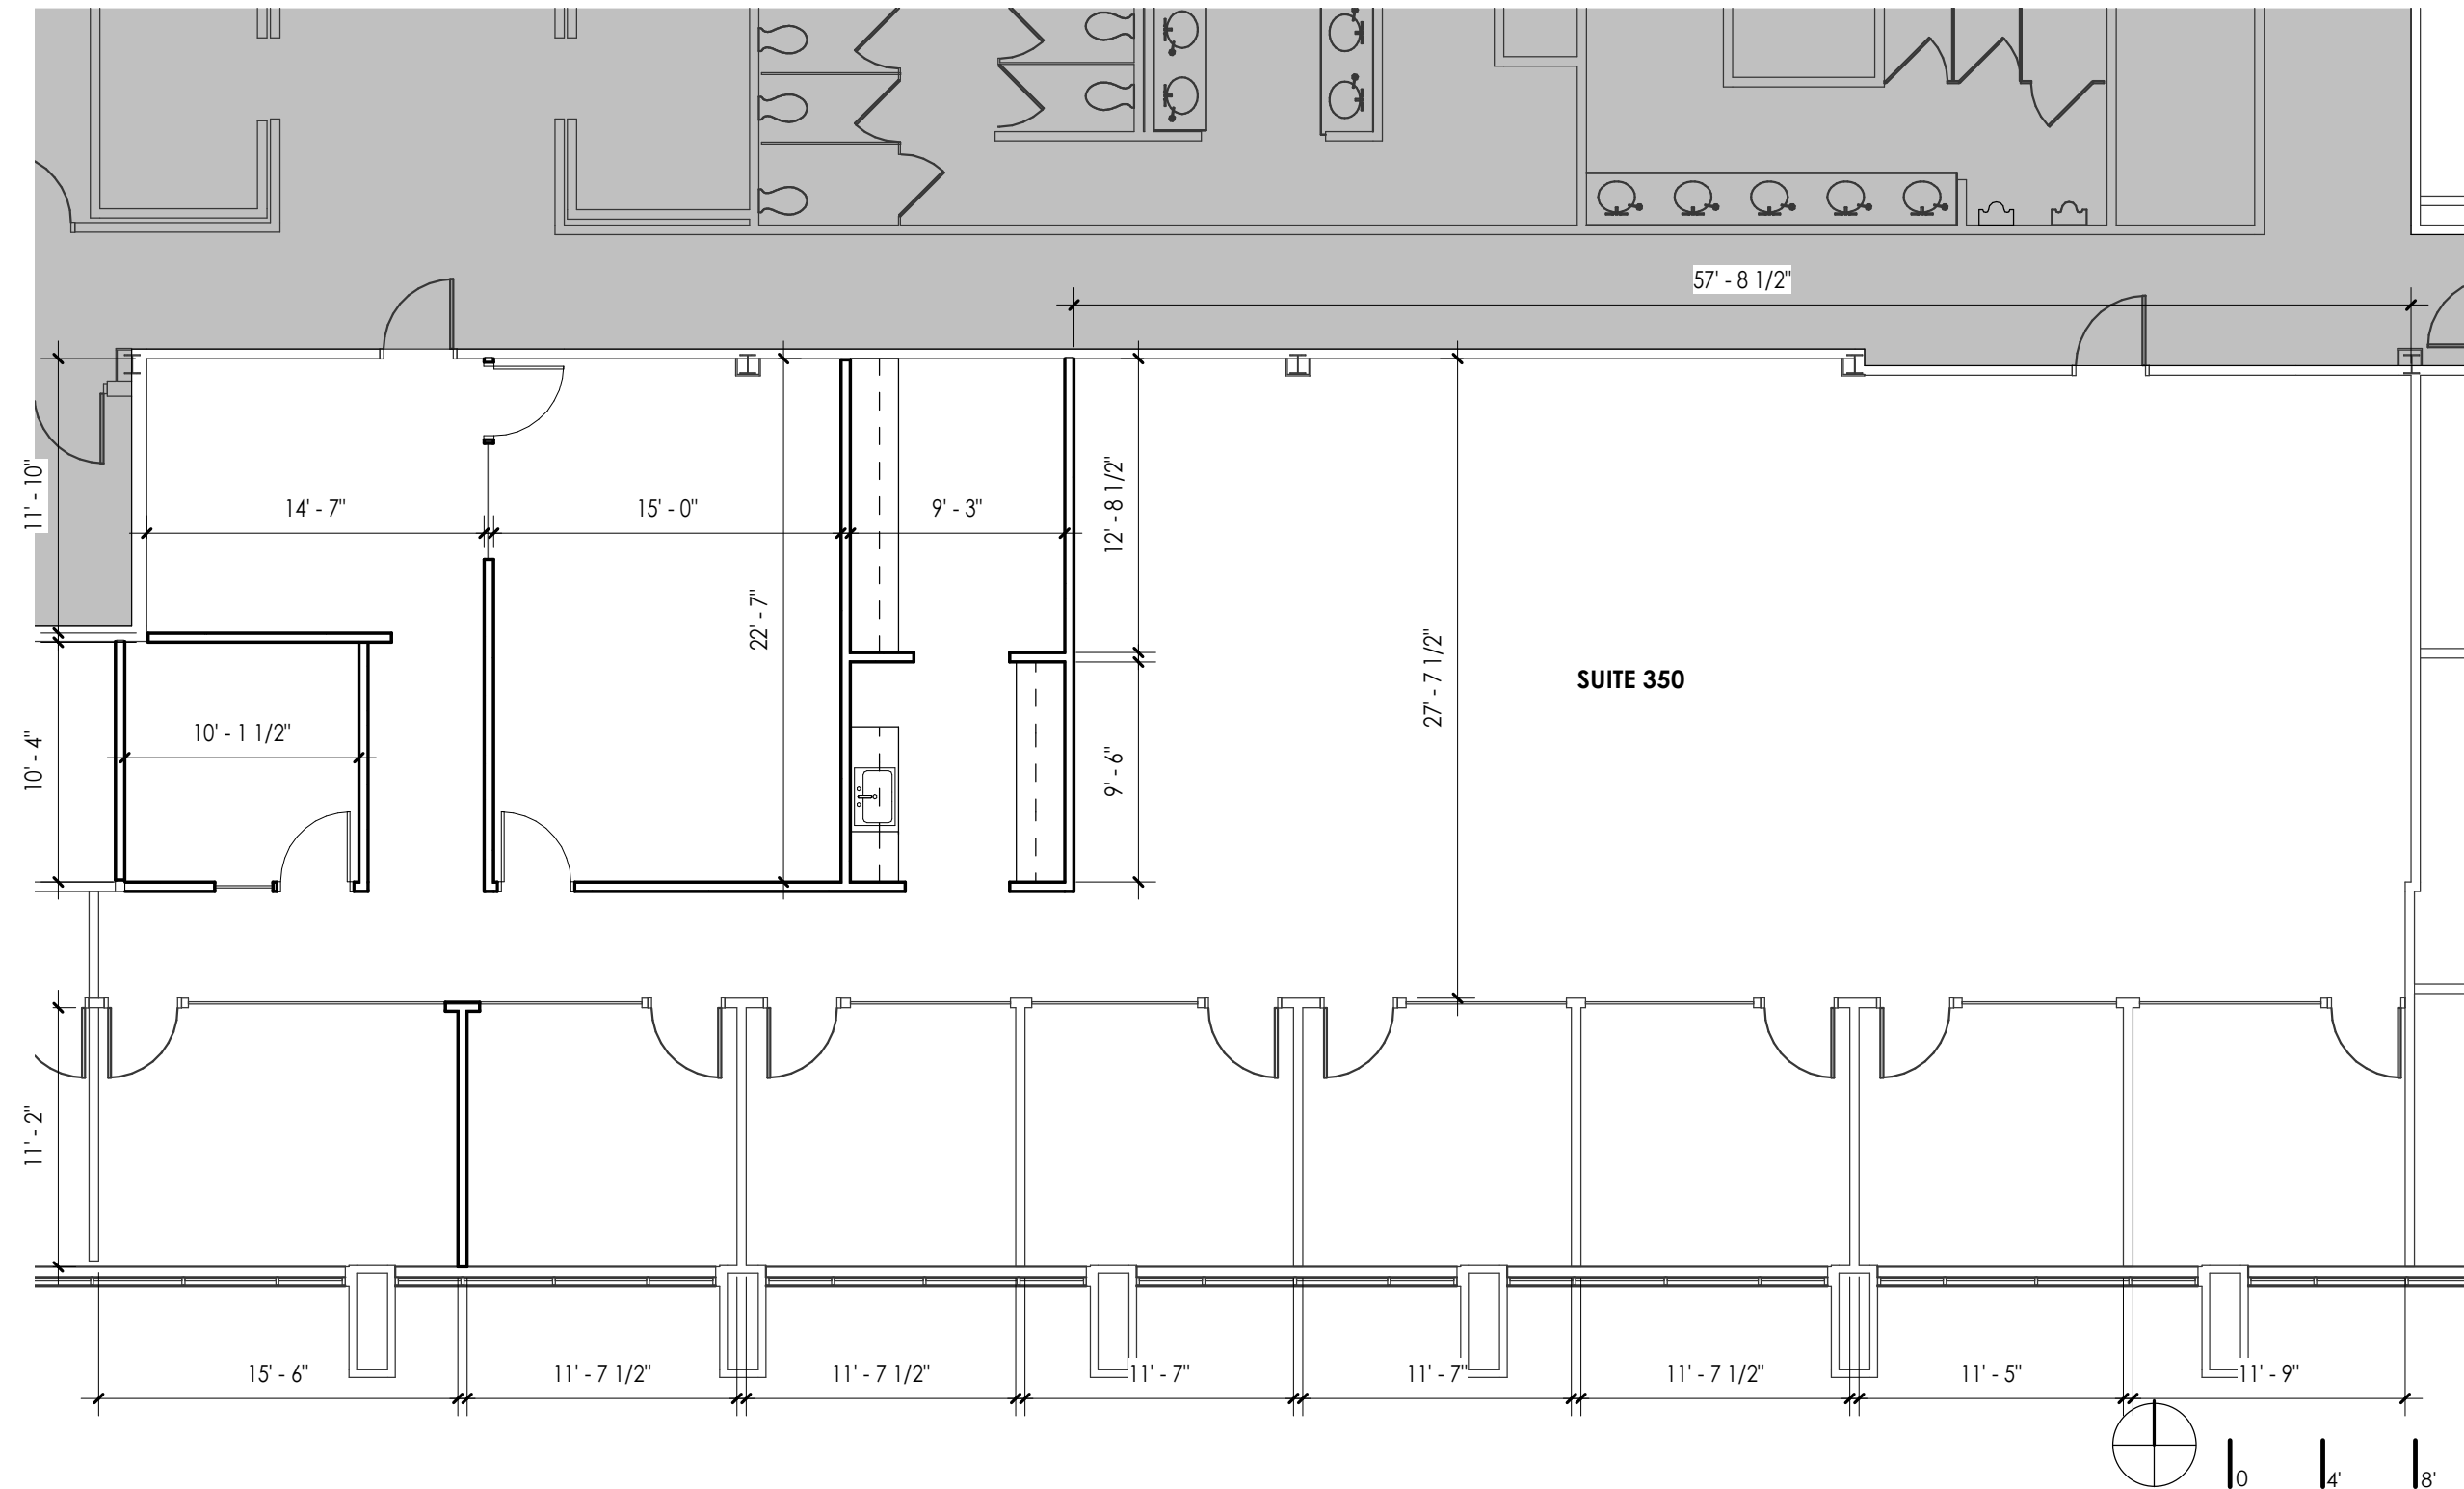 57' - 8 1/2"
11' - 10"
14' - 7"
15' - 0"
9' - 3"
12' - 8 1/2"
22' - 7"
27' - 7 1/2"
SUITE 350
10' - 1 1/2"
10' - 4"
9' - 6"
11' - 2"
15' - 6"
11' - 7 1/2"
11' - 7 1/2"
11' - 7"
11' - 7"
11' - 7 1/2"
11' - 5"
11' - 9"
0
4'
8'